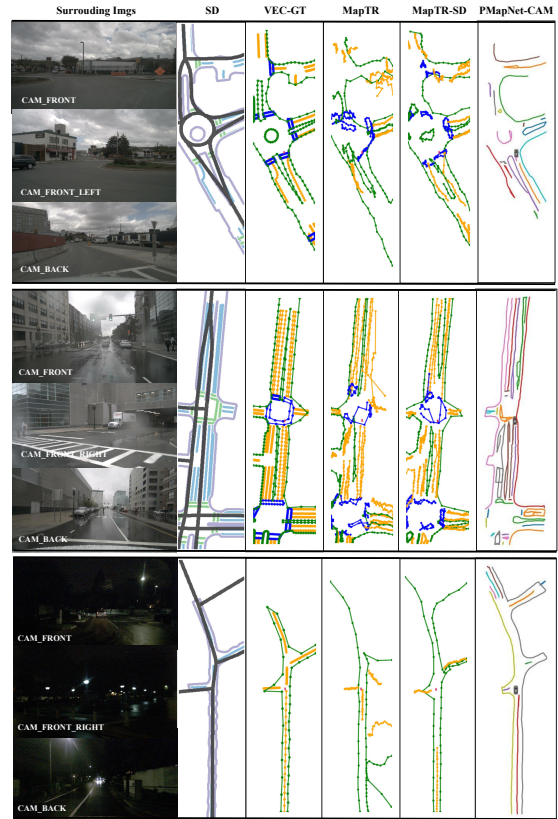 Surrouding Imgs SD VEC-GT MapTR MapTR-SD PMapNet-CAM
CAM_FRONT
CAM_FRONT_LEFT
CAM_BACK
CAM_FRONT
CAM_FRONT_RIGHT
CAM_BACK
CAM_FRONT
CAM_FRONT_RIGHT
CAM_BACK